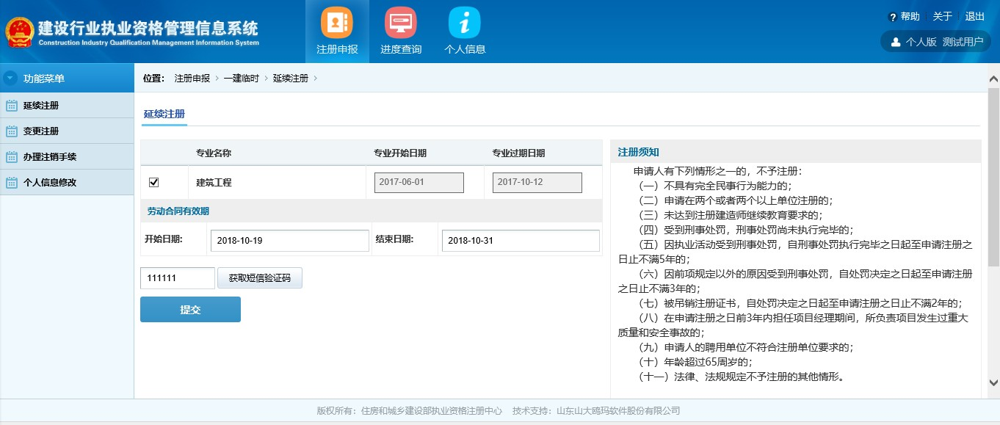 建设行业执业资格管理信息系统
Construction Industry Qualification Management Information System
注册申报
进度查询
个人信息
帮助 关于 退出
个人版 测试用户
功能菜单
延续注册
变更注册
办理注销手续
个人信息修改
位置: 注册申报 > 一建临时 > 延续注册 >
延续注册
专业名称 专业开始日期 专业过期日期
建筑工程 2017-06-01 2017-10-12
劳动合同有效期
开始日期: 2018-10-19 结束日期: 2018-10-31
111111 获取短信验证码
提交
注册须知
申请人有下列情形之一的，不予注册：
（一）不具有完全民事行为能力的；
（二）申请在两个或者两个以上单位注册的；
（三）未达到注册建造师继续教育要求的；
（四）受到刑事处罚，刑事处罚尚未执行完毕的；
（五）因执业活动受到刑事处罚，自刑事处罚执行完毕之日起至申请注册之
日止不满5年的；
（六）因前项规定以外的原因受到刑事处罚，自处罚决定之日起至申请注册
之日止不满3年的；
（七）被吊销注册证书，自处罚决定之日起至申请注册之日止不满2年的；
（八）在申请注册之日前3年内担任项目经理期间，所负责项目发生过重大
质量和安全事故的；
（九）申请人的聘用单位不符合注册单位要求的；
（十）年龄超过65周岁的；
（十一）法律、法规规定不予注册的其他情形。
版权所有：住房和城乡建设部执业资格注册中心 技术支持：山东山大鸥玛软件股份有限公司